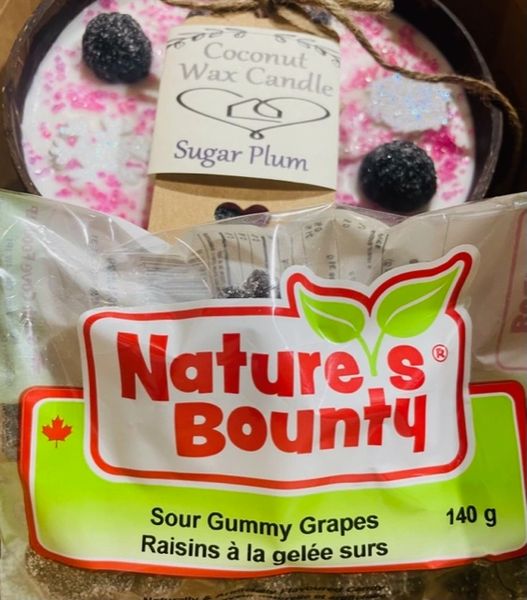 Coconut
Wax Candle
Sugar Plum
Nature's
Bounty®
Sour Gummy Grapes
140 g
Raisins à la gelée surs